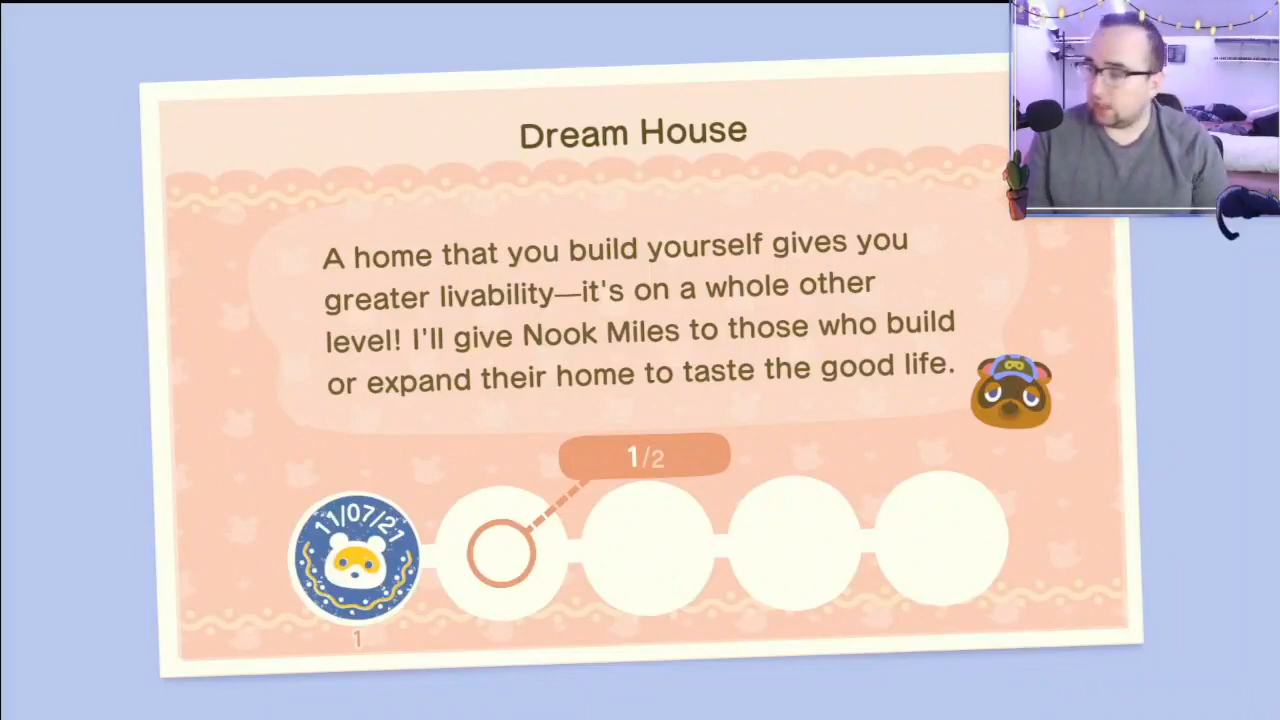 Dream House
A home that you build yourself gives you
greater livability—it's on a whole other
level! I'll give Nook Miles to those who build
or expand their home to taste the good life.
1/2
11/07/21
1